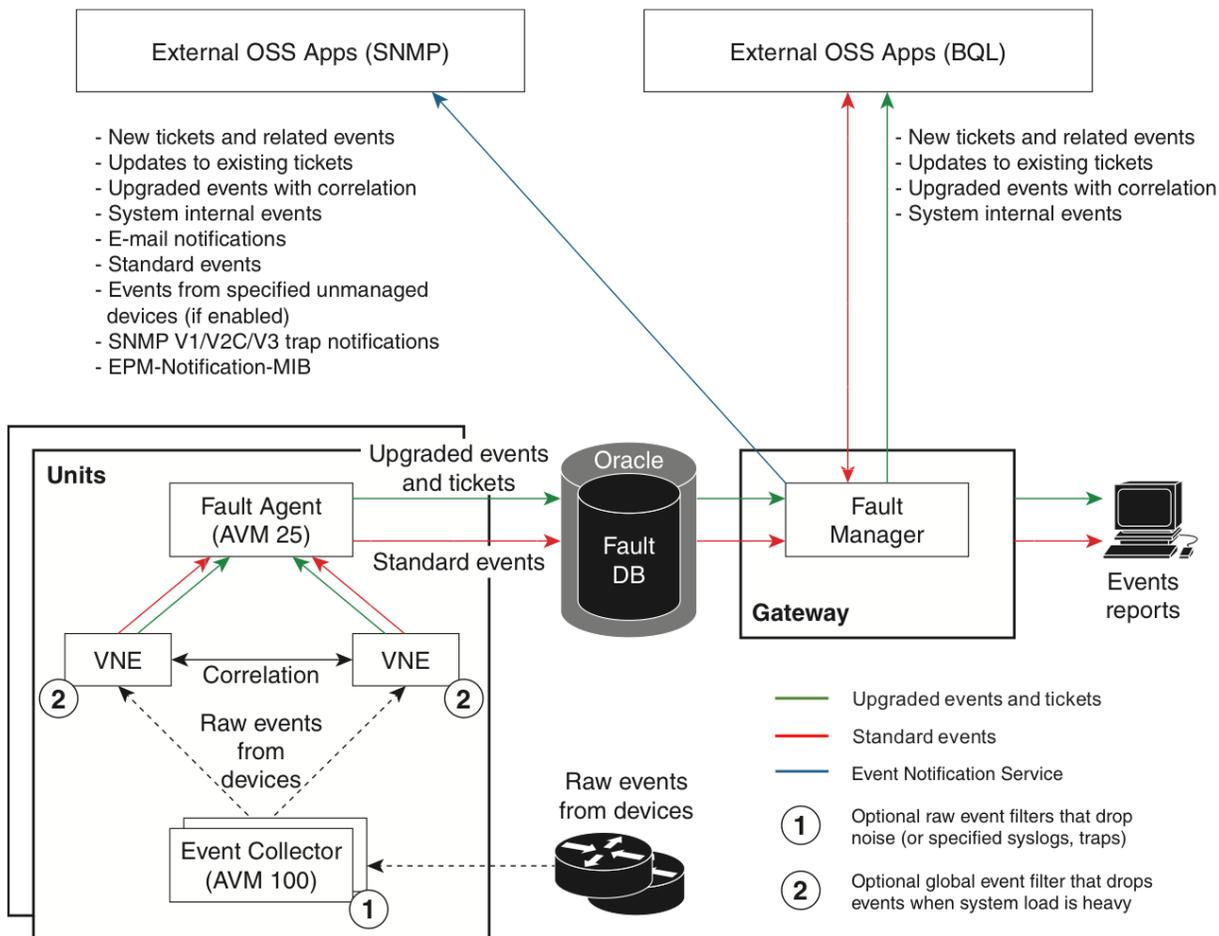 External OSS Apps (SNMP)
External OSS Apps (BQL)
- New tickets and related events
- Updates to existing tickets
- Upgraded events with correlation
- System internal events
- E-mail notifications
- Standard events
- Events from specified unmanaged
devices (if enabled)
- SNMP V1/V2C/V3 trap notifications
- EPM-Notification-MIB
- New tickets and related events
- Updates to existing tickets
- Upgraded events with correlation
- System internal events
Units
Fault Agent
(AVM 25)
Upgraded events
and tickets
Standard events
Oracle
Fault
DB
Fault
Manager
Gateway
Events
reports
VNE
Correlation
VNE
2
2
Raw events
from
devices
Event Collector
(AVM 100)
1
Raw events
from devices
Upgraded events and tickets
Standard events
Event Notification Service
1
Optional raw event filters that drop
noise (or specified syslogs, traps)
2
Optional global event filter that drops
events when system load is heavy